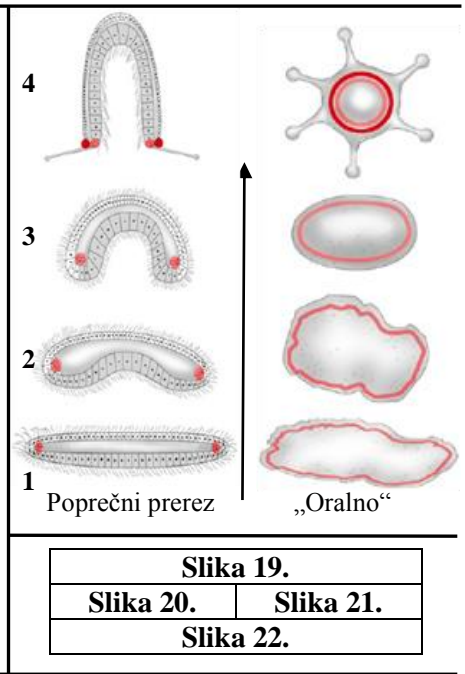 4
3
2
1
Poprečni prerez „Oralno“
Slika 19.
Slika 20. Slika 21.
Slika 22.